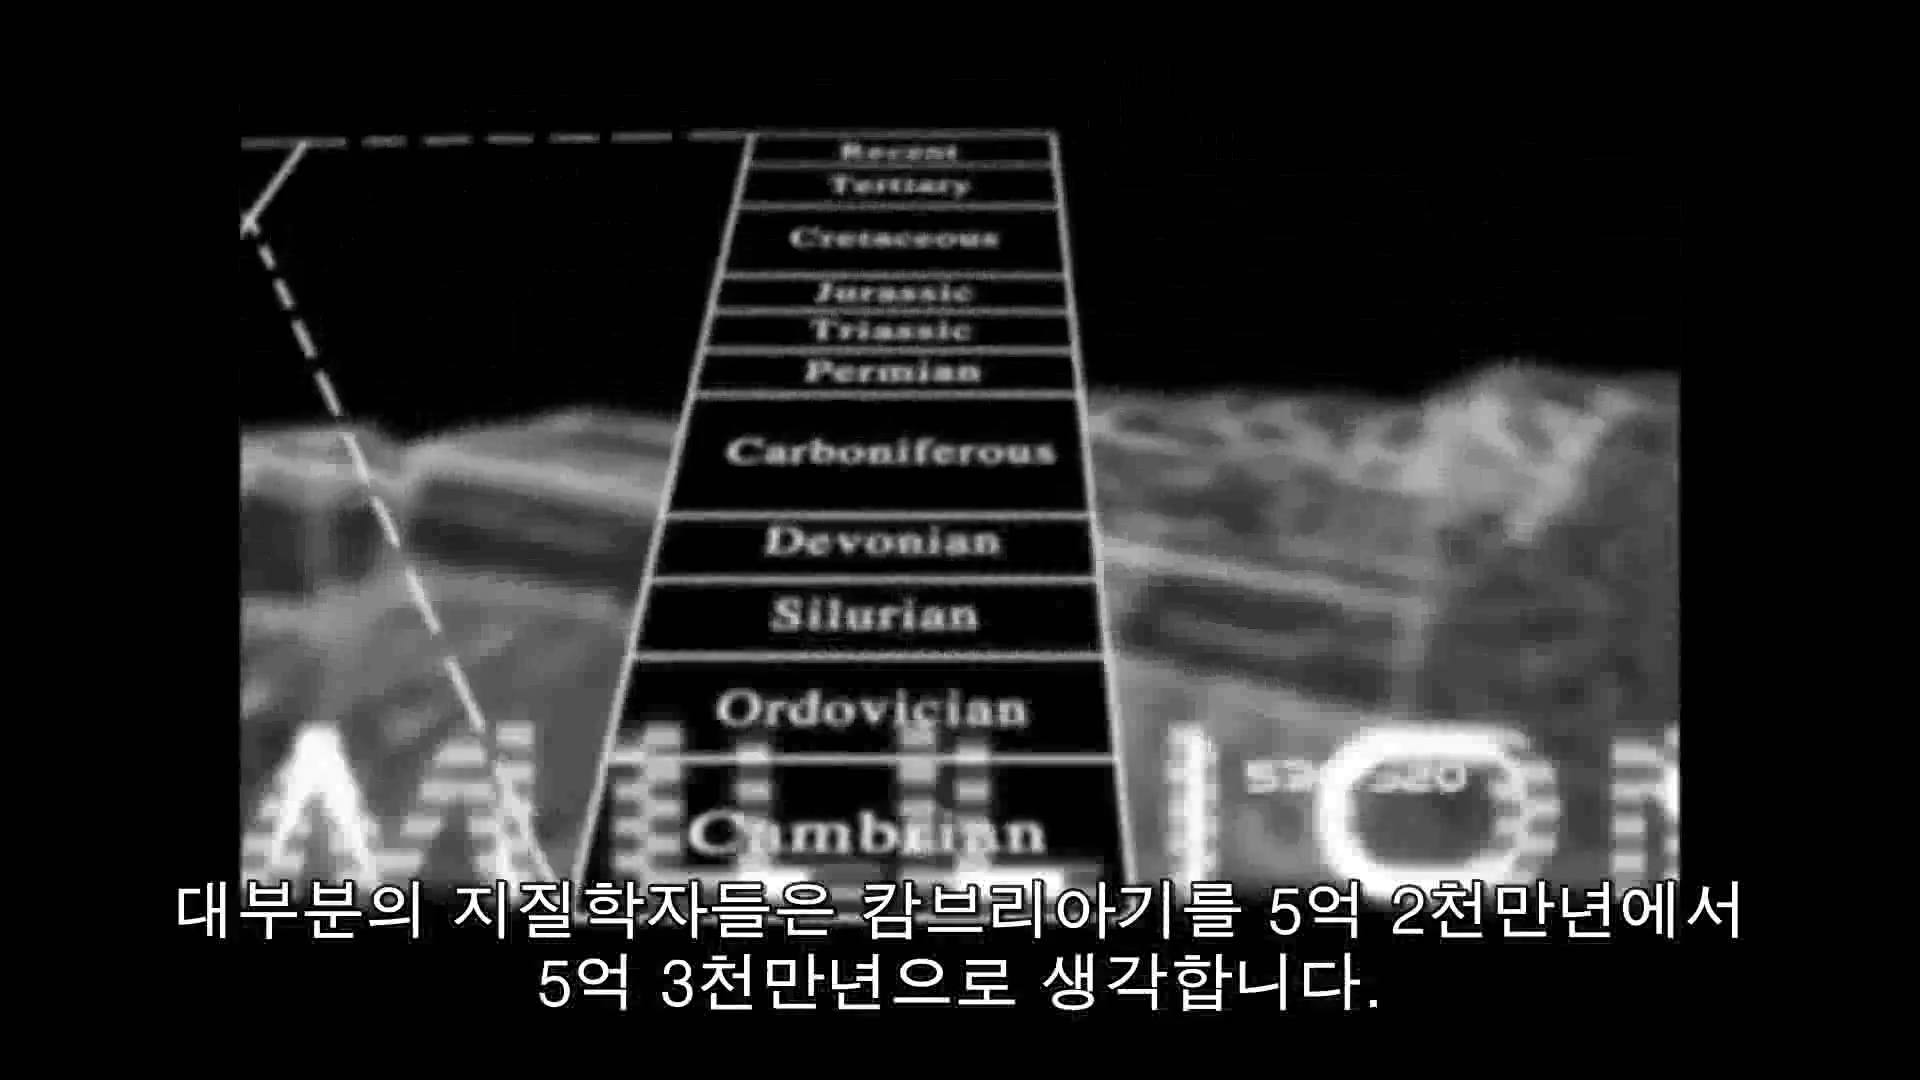 Recent
Tertiary
Cretaceous
Jurassic
Triassic
Permian
Carboniferous
Devonian
Silurian
Ordovician
Cambrian
MILLION
대부분의 지질학자들은 캄브리아기를 5억 2천만년에서
5억 3천만년으로 생각합니다.